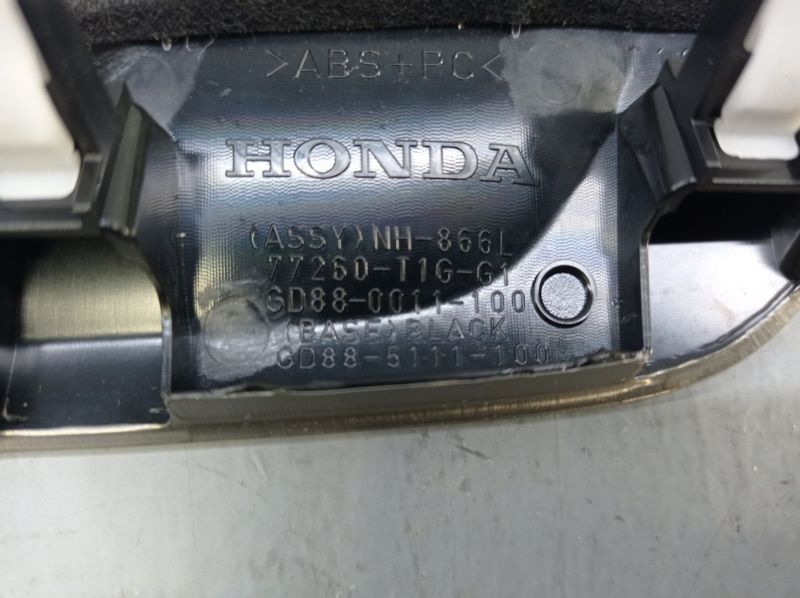 >ABS+PC<
HONDA
(ASSY)NH-866L
77260-T1G-G1
GD88-0011-100
(BASE)BLACK
GD88-5111-100